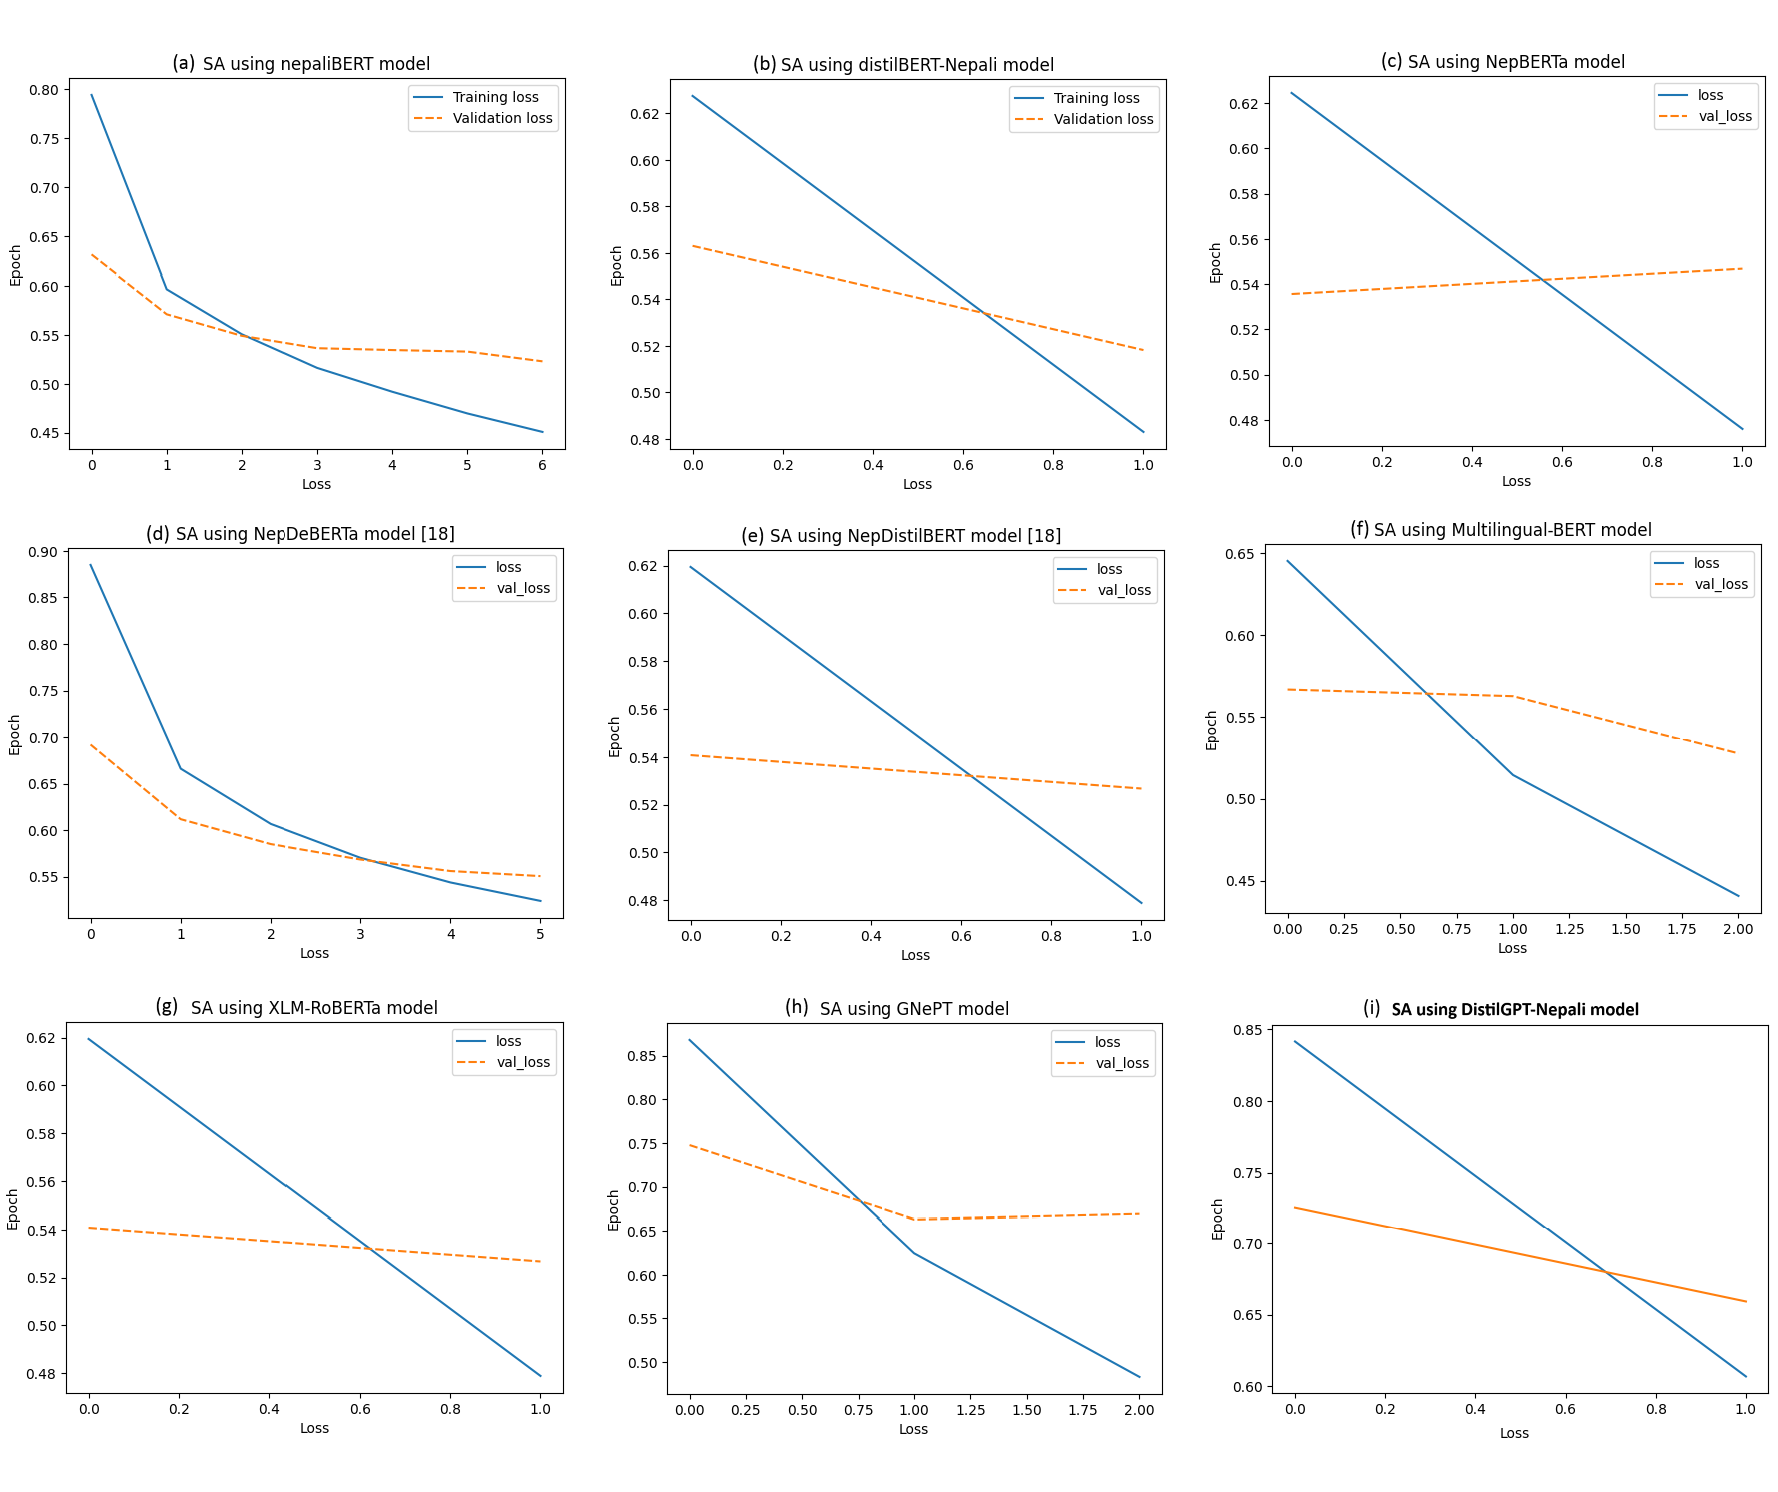 (a) SA using nepaliBERT model
Training loss
Validation loss
0.80
0.75
0.70
0.65
0.60
0.55
0.50
0.45
Epoch
0 1 2 3 4 5 6
Loss
(b) SA using distilBERT-Nepali model
Training loss
Validation loss
0.62
0.60
0.58
0.56
0.54
0.52
0.50
0.48
Epoch
0.0 0.2 0.4 0.6 0.8 1.0
Loss
(c) SA using NepBERTa model
loss
val_loss
0.62
0.60
0.58
0.56
0.54
0.52
0.50
0.48
Epoch
0.0 0.2 0.4 0.6 0.8 1.0
Loss
(d) SA using NepDeBERTa model [18]
loss
val_loss
0.90
0.85
0.80
0.75
0.70
0.65
0.60
0.55
Epoch
0 1 2 3 4 5
Loss
(e) SA using NepDistilBERT model [18]
loss
val_loss
0.62
0.60
0.58
0.56
0.54
0.52
0.50
0.48
Epoch
0.0 0.2 0.4 0.6 0.8 1.0
Loss
(f) SA using Multilingual-BERT model
loss
val_loss
0.65
0.60
0.55
0.50
0.45
Epoch
0.00 0.25 0.50 0.75 1.00 1.25 1.50 1.75 2.00
Loss
(g) SA using XLM-RoBERTa model
loss
val_loss
0.62
0.60
0.58
0.56
0.54
0.52
0.50
0.48
Epoch
0.0 0.2 0.4 0.6 0.8 1.0
Loss
(h) SA using GNePT model
loss
val_loss
0.85
0.80
0.75
0.70
0.65
0.60
0.55
0.50
Epoch
0.00 0.25 0.50 0.75 1.00 1.25 1.50 1.75 2.00
Loss
(i) SA using DistilGPT-Nepali model
0.85
0.80
0.75
0.70
0.65
0.60
Epoch
0.0 0.2 0.4 0.6 0.8 1.0
Loss